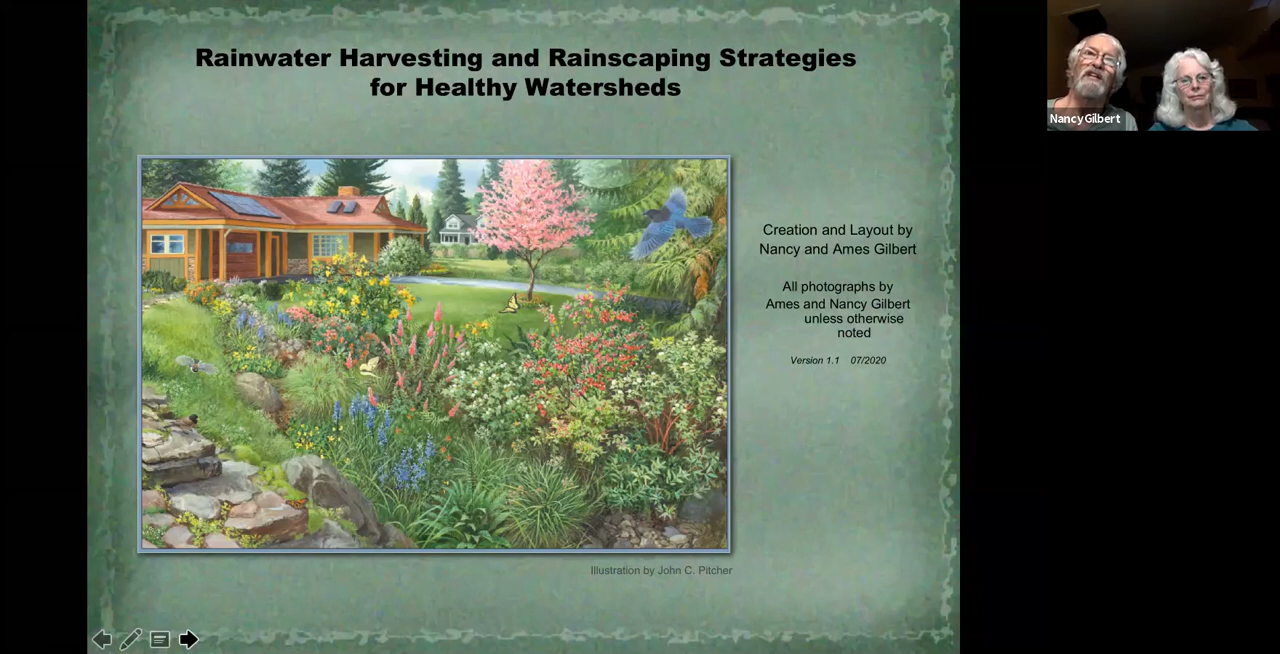 Rainwater Harvesting and Rainscaping Strategies
for Healthy Watersheds
Nancy Gilbert
Creation and Layout by
Nancy and Ames Gilbert
All photographs by
Ames and Nancy Gilbert
unless otherwise
noted
Version 1.1 07/2020
Illustration by John C. Pitcher